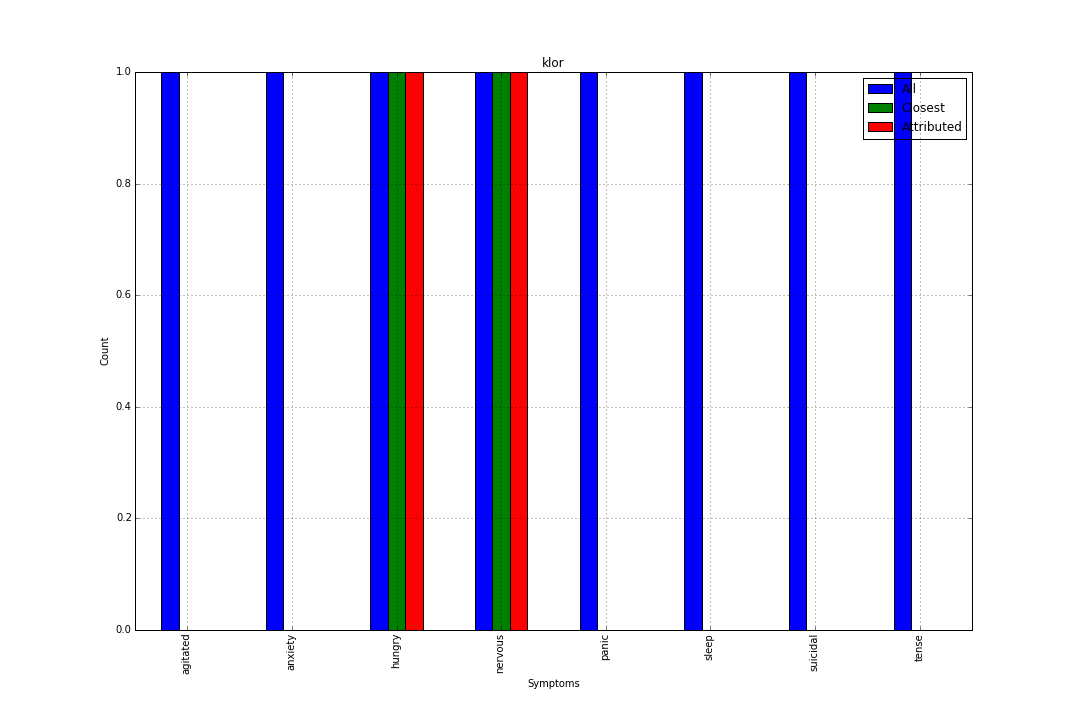 klor
1.0
0.8
0.6
0.4
0.2
0.0
Count
All
Closest
Attributed
agitated
anxiety
hungry
nervous
panic
sleep
suicidal
tense
Symptoms